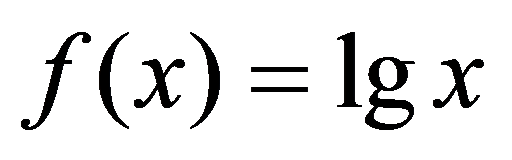 f(x) = lg x